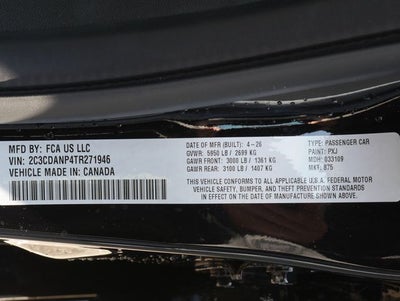 MFD BY: FCA US LLC
VIN: 2C3CDANP4TR271946
VEHICLE MADE IN: CANADA
DATE OF MFR (BUILT): 4-26
GVWR: 5950 LB / 2699 KG
GAWR FRONT: 3000 LB / 1361 KG
GAWR REAR: 3100 LB / 1407 KG
TYPE: PASSENGER CAR
PAINT: PXJ
MDH: 033109
MKT: B75
THIS VEHICLE CONFORMS TO ALL APPLICABLE FEDERAL MOTOR
VEHICLE SAFETY, BUMPER, AND THEFT PREVENTION STANDARDS
IN EFFECT ON THE DATE OF MANUFACTURE SHOWN ABOVE.